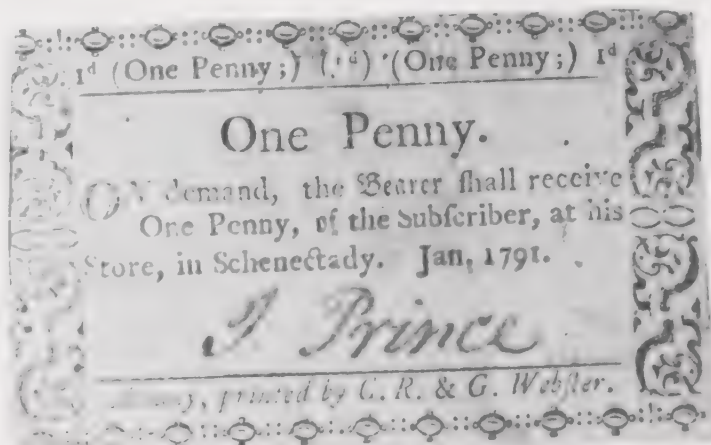 1d (One Penny;) (1d) (One Penny;) 1d
One Penny.
ON demand, the Bearer ſhall receive
One Penny, of the Subſcriber, at his
Store, in Schenectady. Jan, 1791.
J Prince
printed by C. R. & G. Webſter.